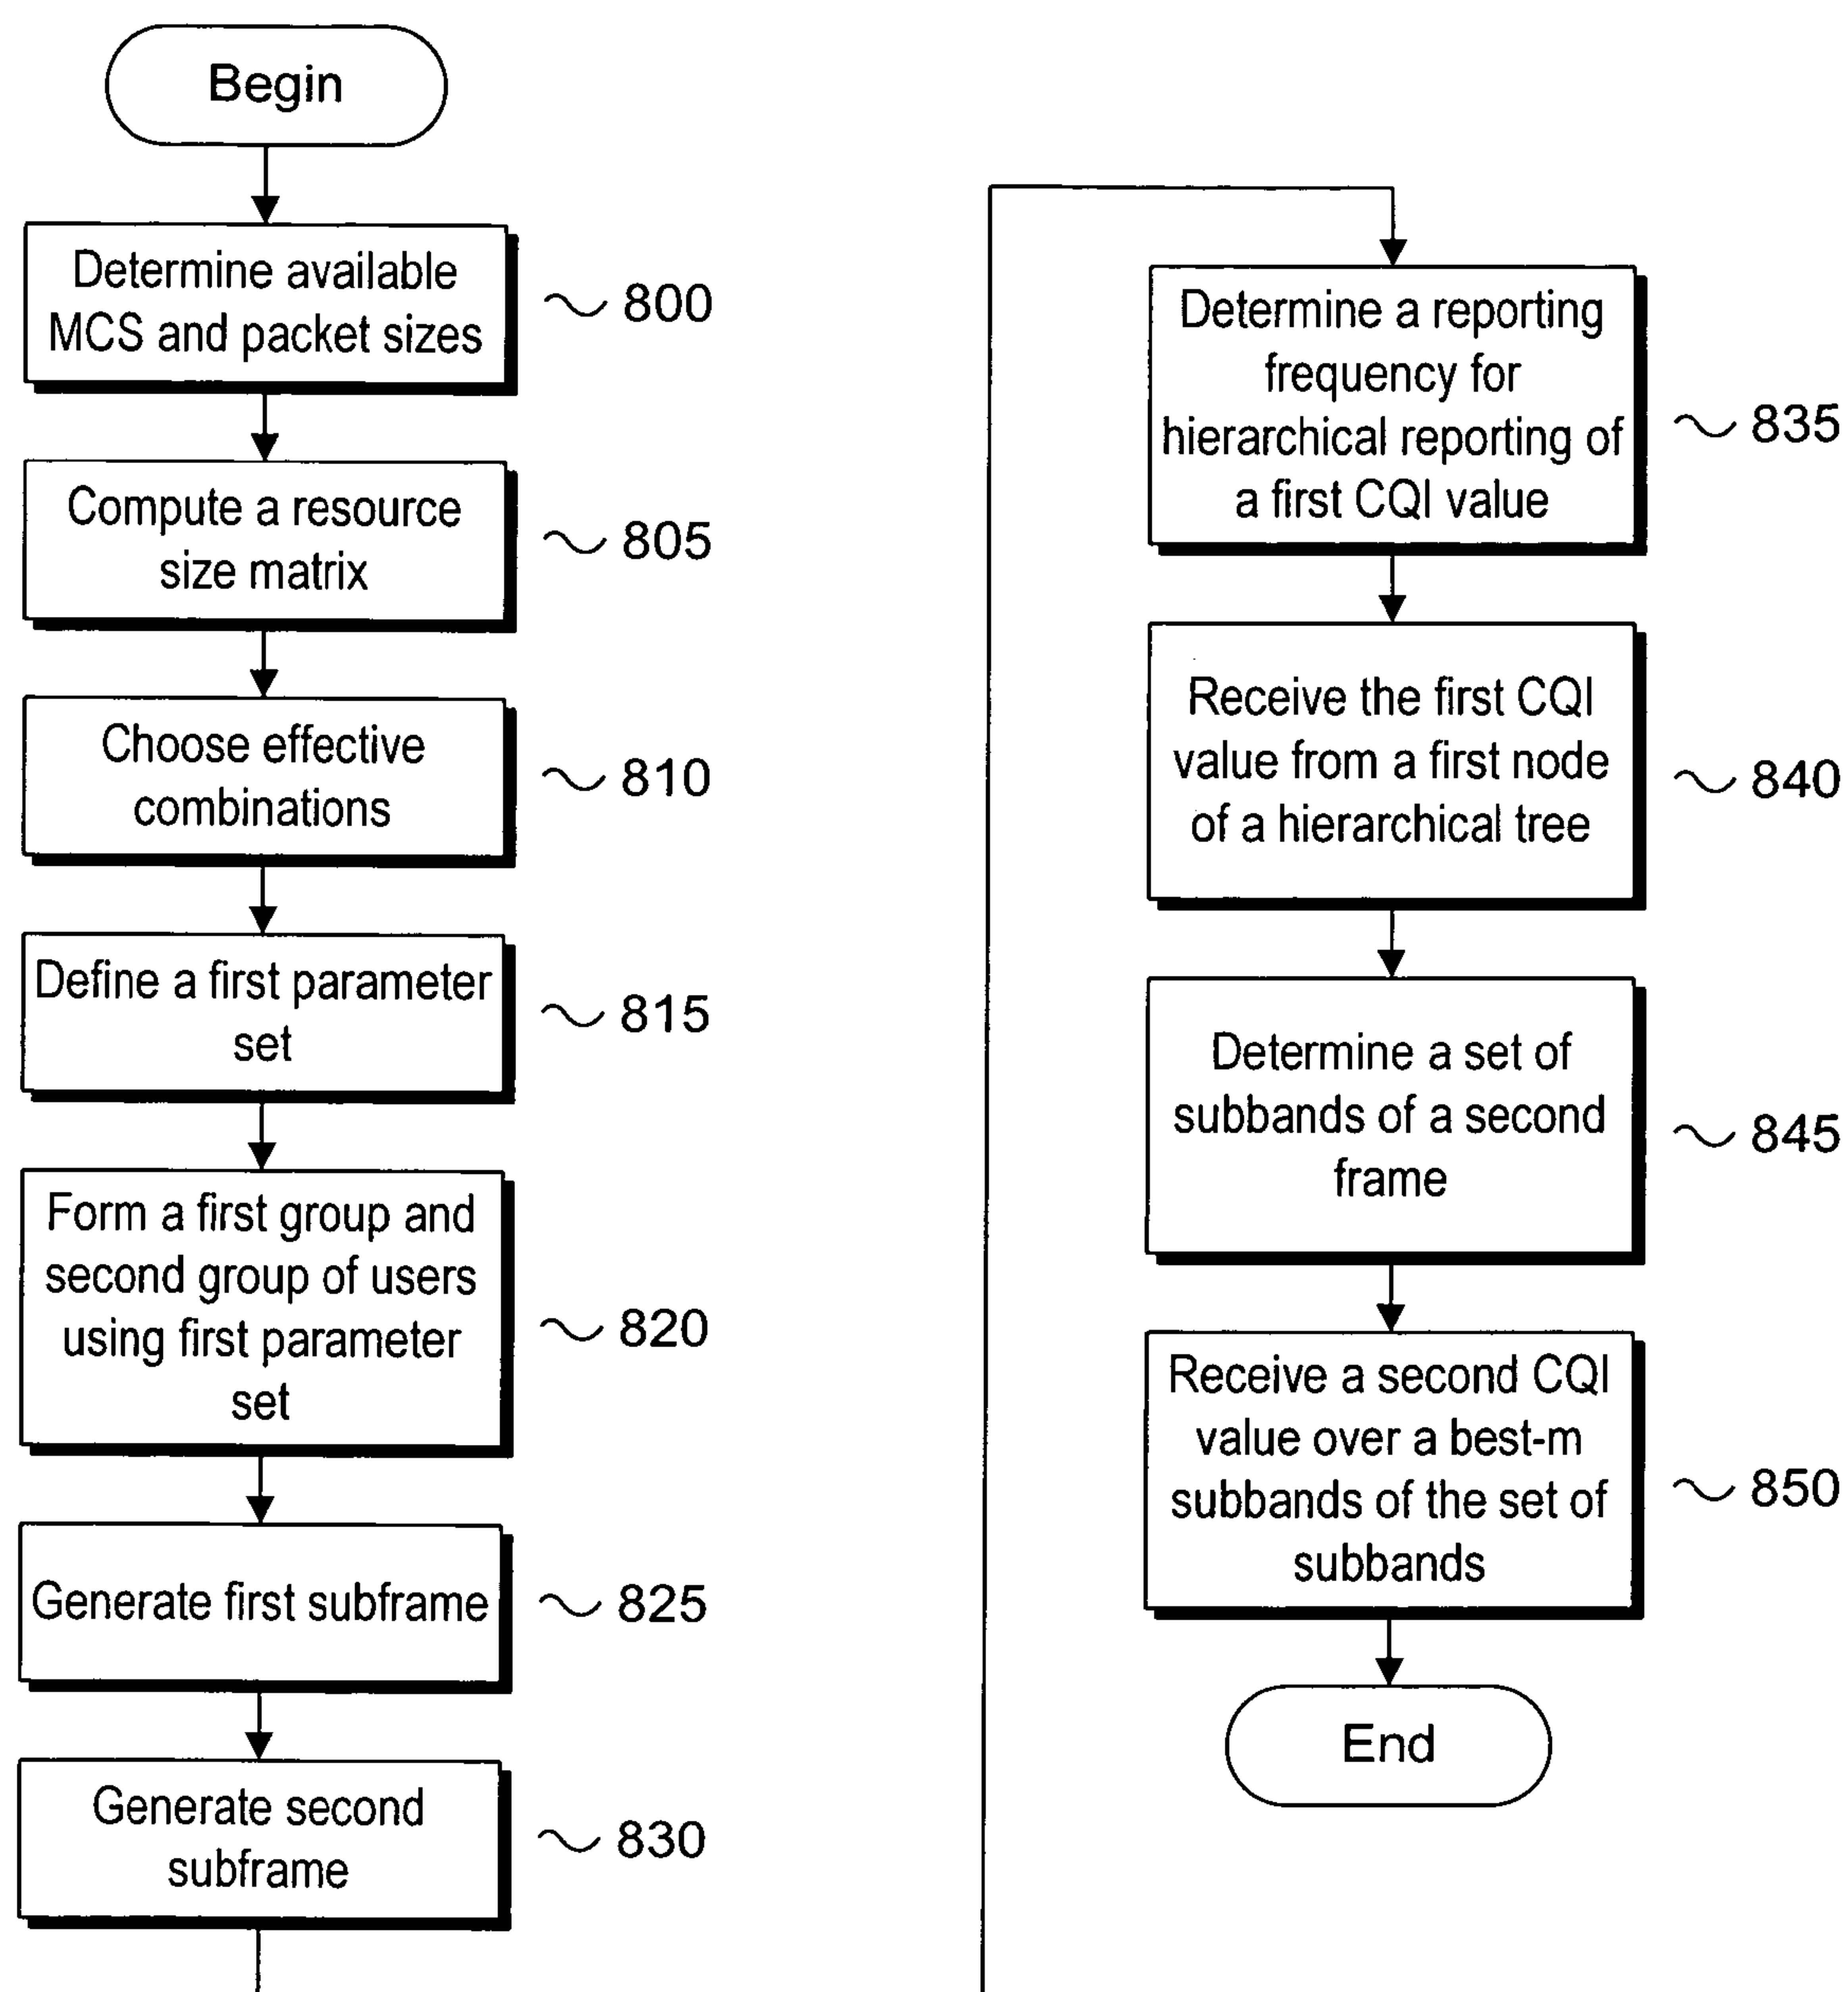 Begin
Determine available
MCS and packet sizes
800
Compute a resource
size matrix
805
Choose effective
combinations
810
Define a first parameter
set
815
Form a first group and
second group of users
using first parameter
set
820
Generate first subframe
825
Generate second
subframe
830
Determine a reporting
frequency for
hierarchical reporting of
a first CQI value
835
Receive the first CQI
value from a first node
of a hierarchical tree
840
Determine a set of
subbands of a second
frame
845
Receive a second CQI
value over a best-m
subbands of the set of
subbands
850
End